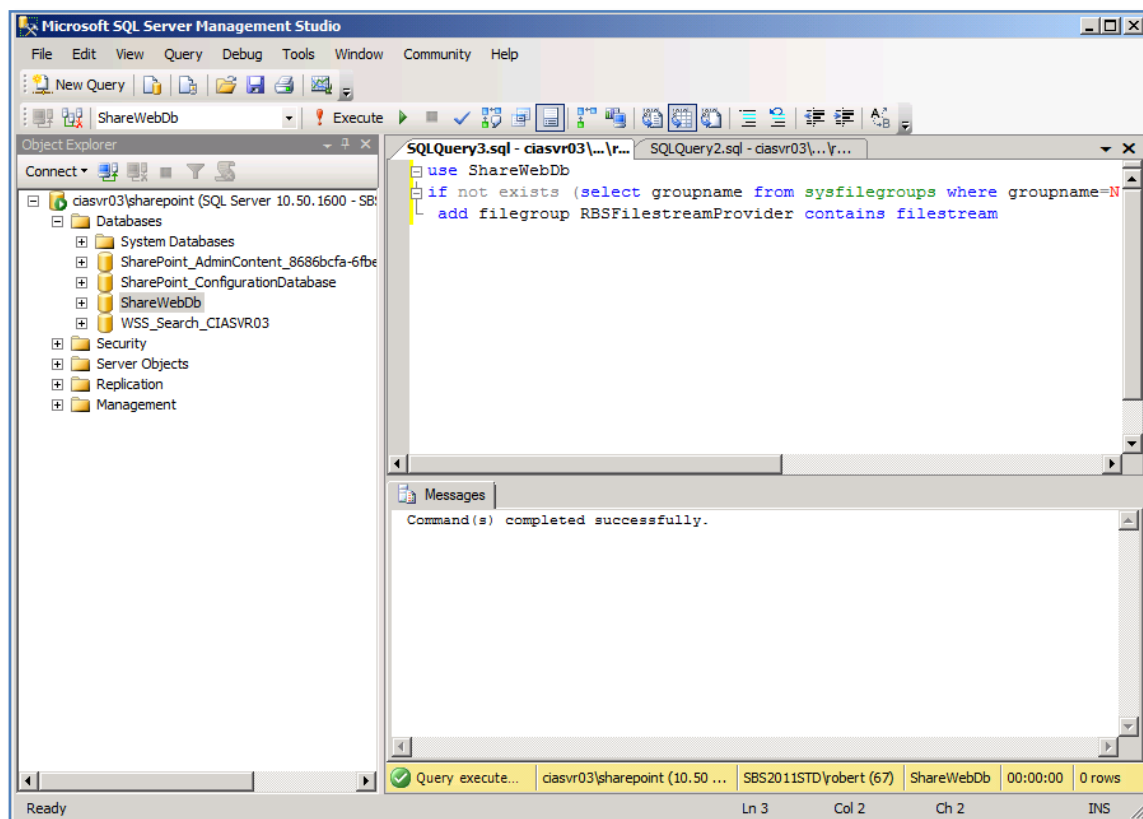 Microsoft SQL Server Management Studio
File Edit View Query Debug Tools Window Community Help
New Query
ShareWebDb Execute
Object Explorer
Connect
ciasvr03\sharepoint (SQL Server 10.50.1600 - SBS
Databases
System Databases
SharePoint_AdminContent_8686bcfa-6fbe
SharePoint_ConfigurationDatabase
ShareWebDb
WSS_Search_CIASVR03
Security
Server Objects
Replication
Management
SQLQuery3.sql - ciasvr03\...\r... SQLQuery2.sql - ciasvr03\...\r...
use ShareWebDb
if not exists (select groupname from sysfilegroups where groupname=N
add filegroup RBSFilestreamProvider contains filestream
Messages
Command(s) completed successfully.
Query execute... ciasvr03\sharepoint (10.50 ... SBS2011STD\robert (67) ShareWebDb 00:00:00 0 rows
Ready Ln 3 Col 2 Ch 2 INS